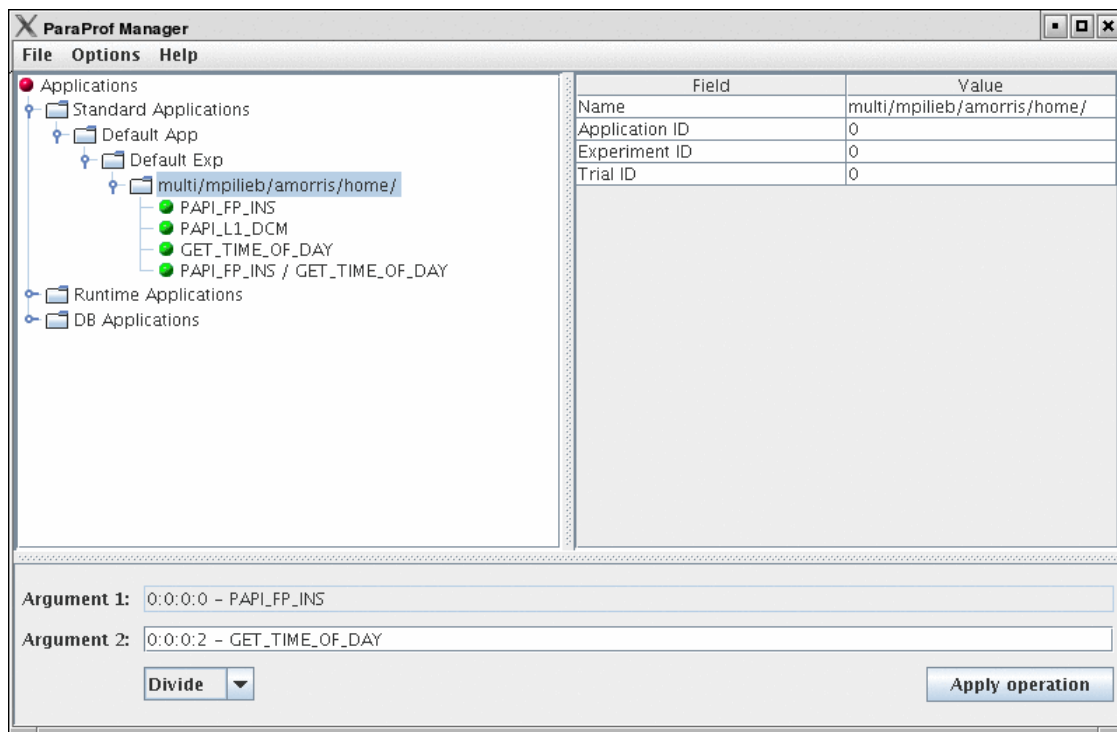 ParaProf Manager
File Options Help
Applications
Standard Applications
Default App
Default Exp
multi/mpilieb/amorris/home/
PAPI_FP_INS
PAPI_L1_DCM
GET_TIME_OF_DAY
PAPI_FP_INS / GET_TIME_OF_DAY
Runtime Applications
DB Applications
Field Value
Name multi/mpilieb/amorris/home/
Application ID 0
Experiment ID 0
Trial ID 0
Argument 1: 0:0:0:0 – PAPI_FP_INS
Argument 2: 0:0:0:2 – GET_TIME_OF_DAY
Divide Apply operation